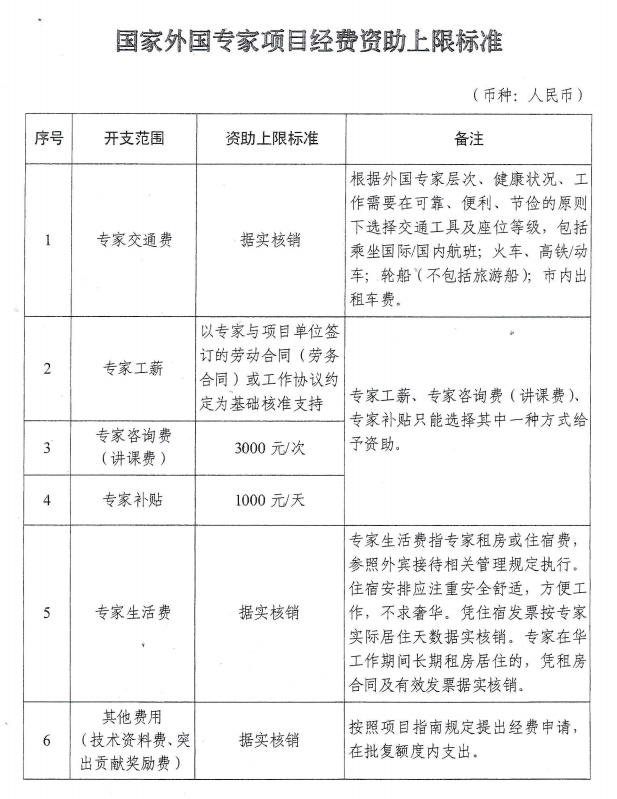 国家外国专家项目经费资助上限标准
（币种：人民币）
序号 开支范围 资助上限标准 备注
1 专家交通费 据实核销
根据外国专家层次、健康状况、工
作需要在可靠、便利、节俭的原则
下选择交通工具及座位等级，包括
乘坐国际/国内航班；火车、高铁/动
车；轮船（不包括旅游船）；市内出
租车费。
2 专家工薪
以专家与项目单位签
订的劳动合同（劳务
合同）或工作协议约
定为基础核准支持
专家工薪、专家咨询费（讲课费）、
专家补贴只能选择其中一种方式给
予资助。
3
专家咨询费
（讲课费）
3000 元/次
4 专家补贴 1000 元/天
5 专家生活费 据实核销
专家生活费指专家租房或住宿费，
参照外宾接待相关管理规定执行。
住宿安排应注重安全舒适，方便工
作，不求奢华。凭住宿发票按专家
实际居住天数据实核销。专家在华
工作期间长期租房居住的，凭租房
合同及有效发票据实核销。
6
其他费用
（技术资料费、突
出贡献奖励费）
据实核销
按照项目指南规定提出经费申请，
在批复额度内支出。